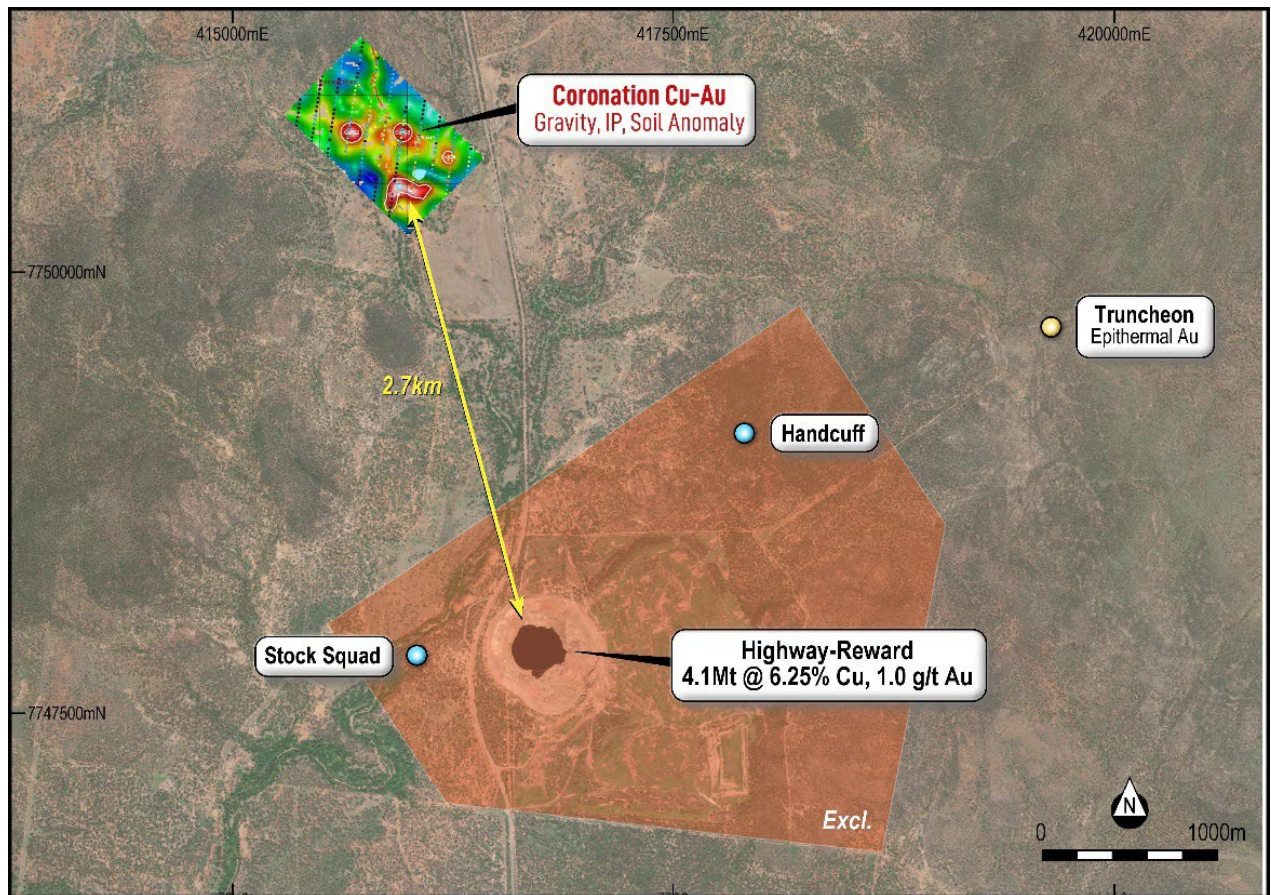 415000mE
417500mE
420000mE
Coronation Cu-Au
Gravity, IP, Soil Anomaly
7750000mN
Truncheon
Epithermal Au
2.7km
Handcuff
Stock Squad
Highway-Reward
4.1Mt @ 6.25% Cu, 1.0 g/t Au
7747500mN
Excl.
N
0
1000m